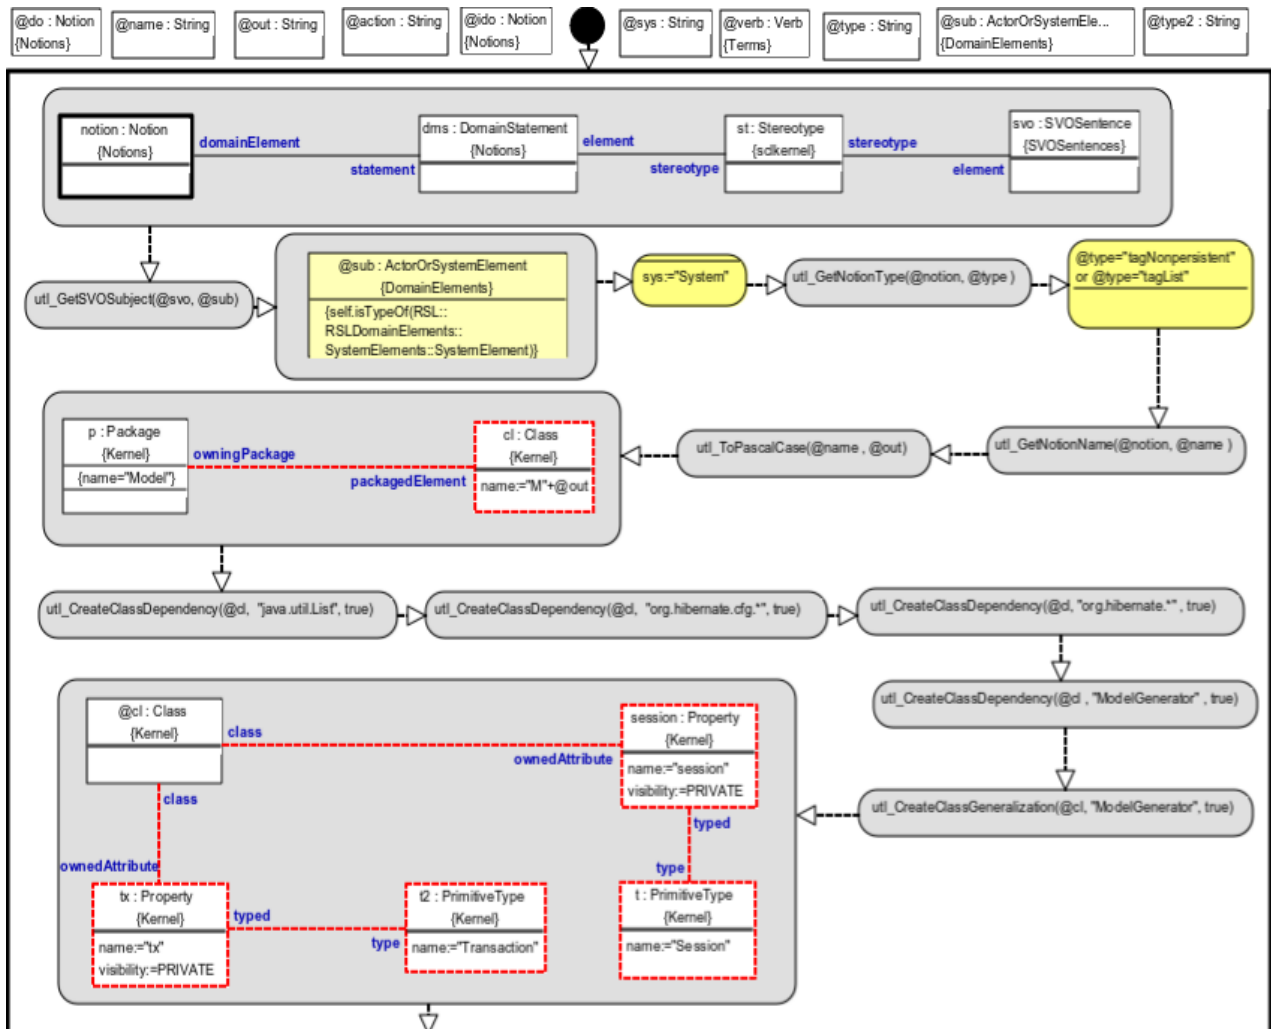 @do : Notion
{Notions}
@name : String
@out : String
@action : String
@ido : Notion
{Notions}
@sys : String
@verb : Verb
{Terms}
@type : String
@sub : ActorOrSystemEle...
{DomainElements}
@type2 : String
notion : Notion
{Notions}
domainElement
statement
dms : DomainStatement
{Notions}
element
stereotype
st : Stereotype
{sclkernel}
stereotype
element
svo : SVOSentence
{SVOSentences}
utl_GetSVOSubject(@svo, @sub)
@sub : ActorOrSystemElement
{DomainElements}
{self.isTypeOf(RSL::
RSLDomainElements::
SystemElements::SystemElement)}
sys:="System"
utl_GetNotionType(@notion, @type )
@type="tagNonpersistent"
or @type="tagList"
p : Package
{Kernel}
{name="Model"}
owningPackage
packagedElement
cl : Class
{Kernel}
name:="M"+@out
utl_ToPascalCase(@name , @out)
utl_GetNotionName(@notion, @name )
utl_CreateClassDependency(@cl, "java.util.List", true)
utl_CreateClassDependency(@cl, "org.hibernate.cfg.*", true)
utl_CreateClassDependency(@cl, "org.hibernate.*" , true)
utl_CreateClassDependency(@cl , "ModelGenerator" , true)
utl_CreateClassGeneralization(@cl, "ModelGenerator", true)
@cl : Class
{Kernel}
class
ownedAttribute
session : Property
{Kernel}
name:="session"
visibility:=PRIVATE
class
ownedAttribute
typed
type
tx : Property
{Kernel}
name:="tx"
visibility:=PRIVATE
typed
type
t2 : PrimitiveType
{Kernel}
name:="Transaction"
t : PrimitiveType
{Kernel}
name:="Session"